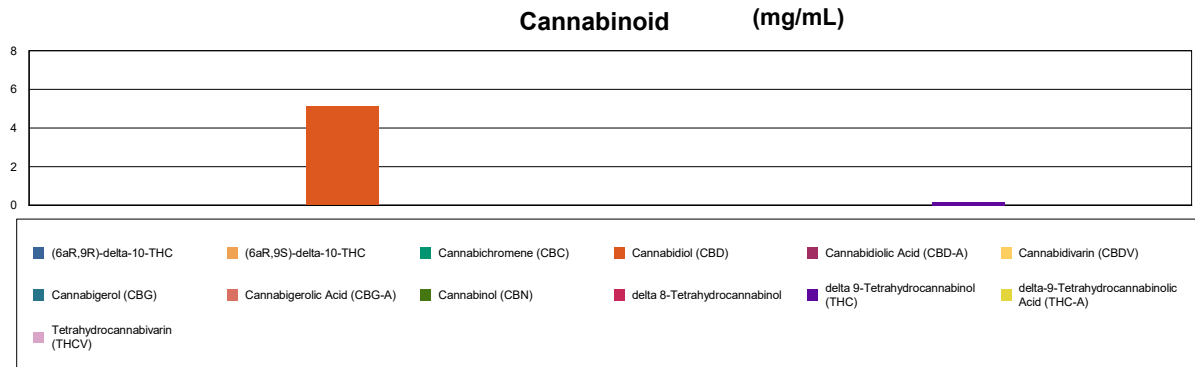 Cannabinoid (mg/mL)
8
6
4
2
0
(6aR,9R)-delta-10-THC
(6aR,9S)-delta-10-THC
Cannabichromene (CBC)
Cannabidiol (CBD)
Cannabidiolic Acid (CBD-A)
Cannabidivarin (CBDV)
Cannabigerol (CBG)
Cannabigerolic Acid (CBG-A)
Cannabinol (CBN)
delta 8-Tetrahydrocannabinol
delta 9-Tetrahydrocannabinol
(THC)
delta-9-Tetrahydrocannabinolic
Acid (THC-A)
Tetrahydrocannabivarin
(THCV)